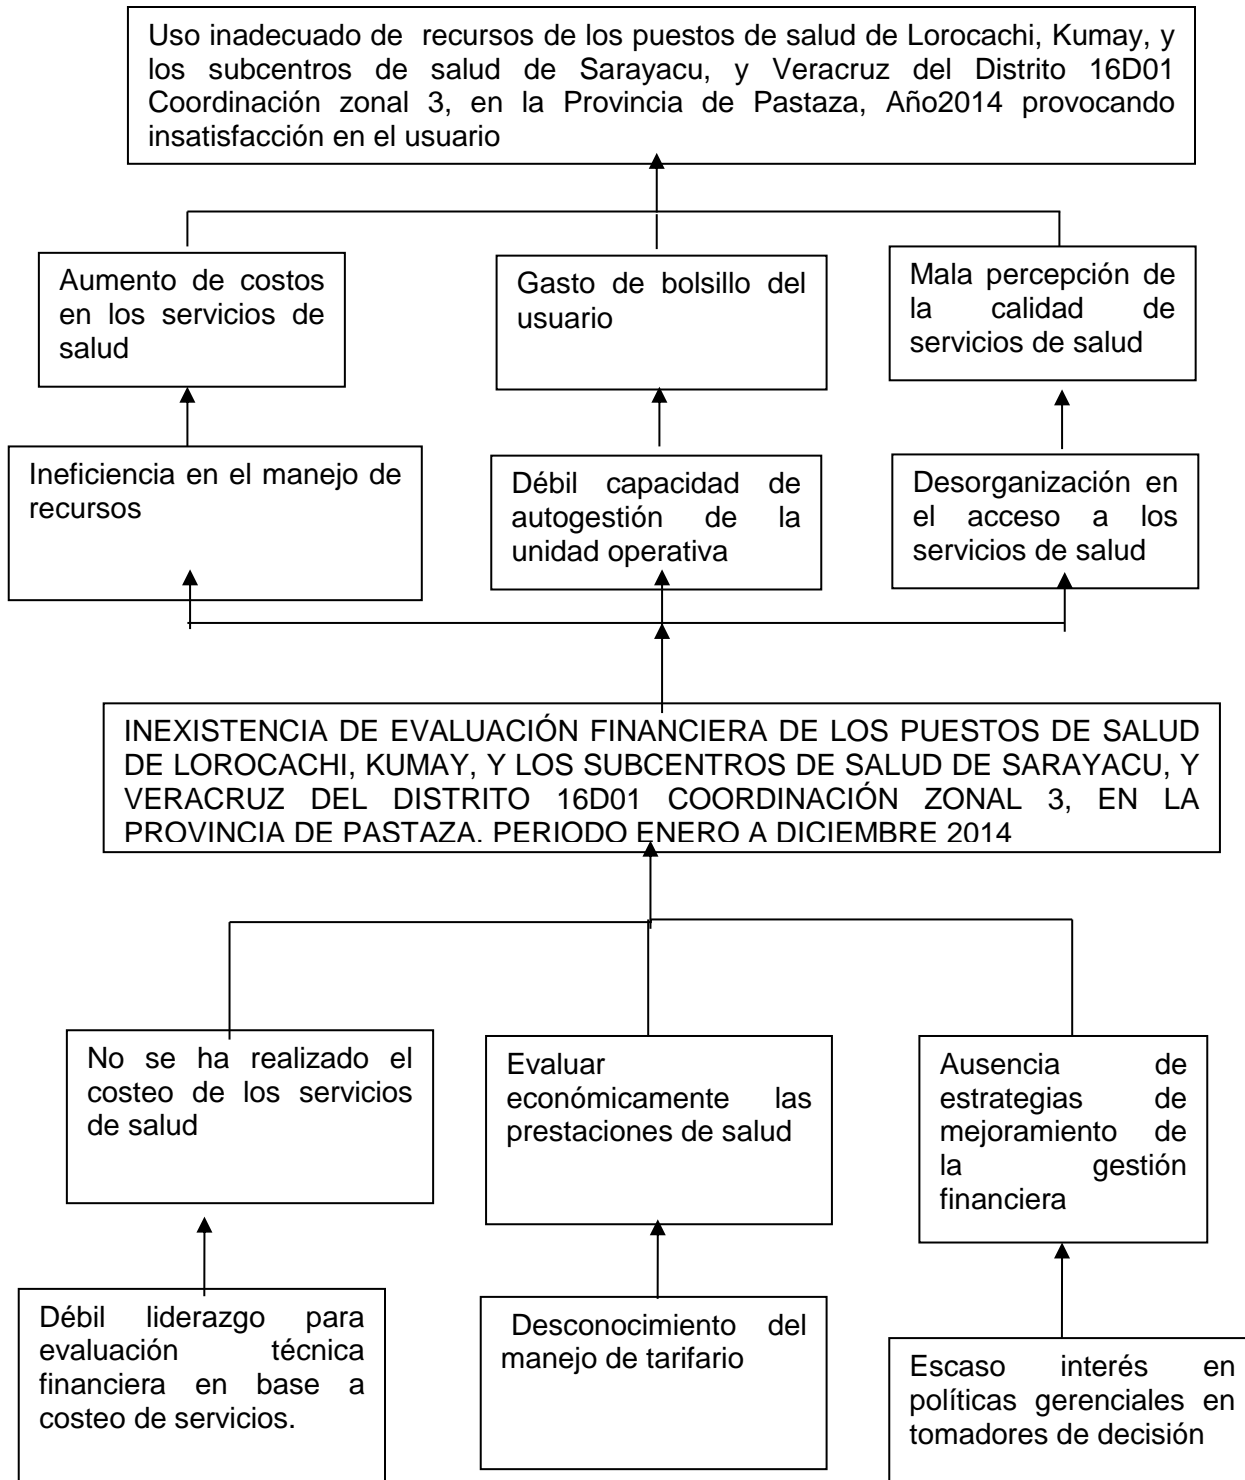 Uso inadecuado de recursos de los puestos de salud de Lorocachi, Kumay, y
los subcentros de salud de Sarayacu, y Veracruz del Distrito 16D01
Coordinación zonal 3, en la Provincia de Pastaza, Año2014 provocando
insatisfacción en el usuario
Aumento de costos
en los servicios de
salud
Gasto de bolsillo del
usuario
Mala percepción de
la calidad de
servicios de salud
Ineficiencia en el manejo de
recursos
Débil capacidad de
autogestión de la
unidad operativa
Desorganización en
el acceso a los
servicios de salud
INEXISTENCIA DE EVALUACIÓN FINANCIERA DE LOS PUESTOS DE SALUD
DE LOROCACHI, KUMAY, Y LOS SUBCENTROS DE SALUD DE SARAYACU, Y
VERACRUZ DEL DISTRITO 16D01 COORDINACIÓN ZONAL 3, EN LA
PROVINCIA DE PASTAZA. PERIODO ENERO A DICIEMBRE 2014
No se ha realizado el
costeo de los servicios
de salud
Evaluar
económicamente las
prestaciones de salud
Ausencia de
estrategias de
mejoramiento de
la gestión
financiera
Débil liderazgo para
evaluación técnica
financiera en base a
costeo de servicios.
Desconocimiento del
manejo de tarifario
Escaso interés en
políticas gerenciales en
tomadores de decisión